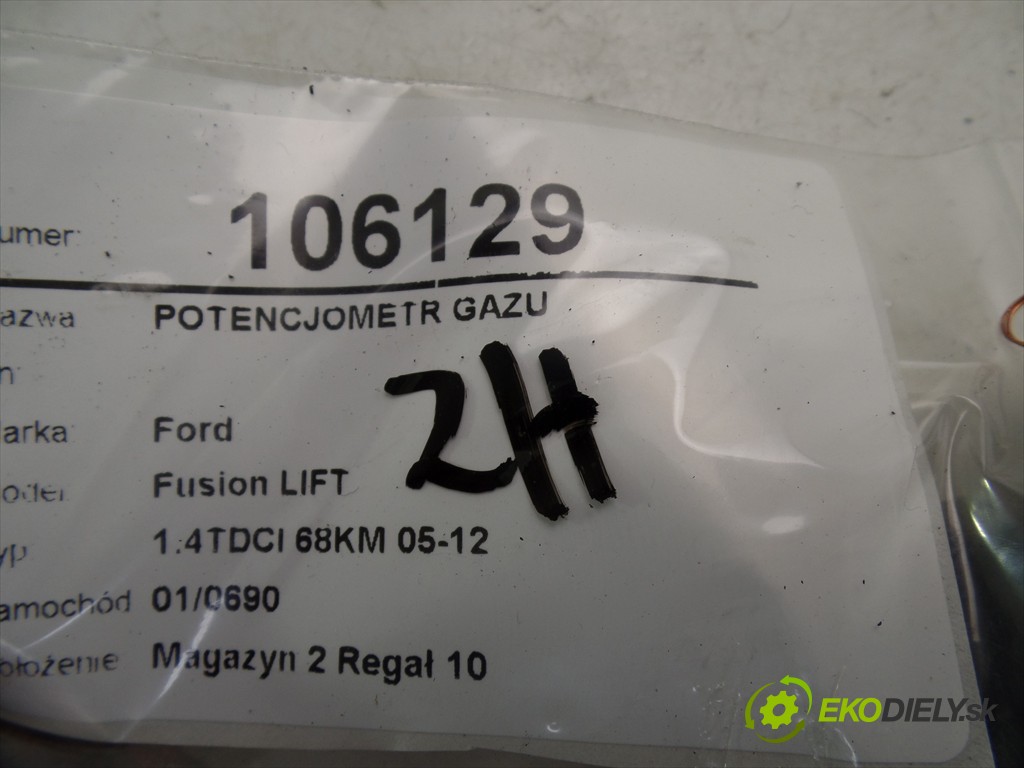 umer: 106129
azwa POTENCJOMETR GAZU
n:
arka Ford
odel Fusion LIFT
yp 1.4TDCI 68KM 05-12
amochód 01/0690
ołożenie Magazyn 2 Regał 10
2H
EKODIELY.sk